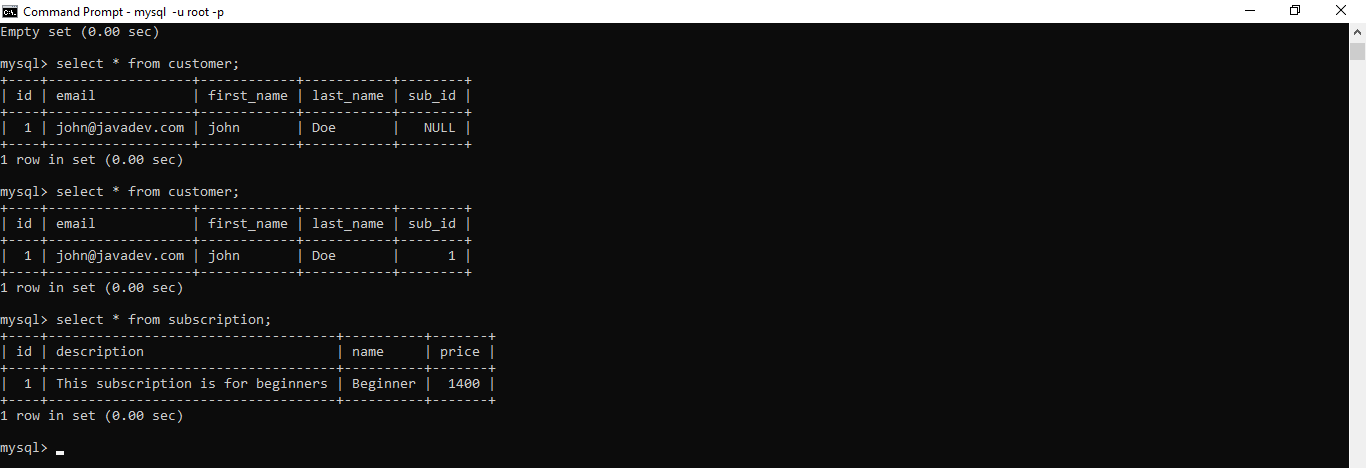 Command Prompt - mysql  -u root -p
Empty set (0.00 sec)
mysql> select * from customer;
+----+------------------+------------+-----------+--------+
| id | email            | first_name | last_name | sub_id |
+----+------------------+------------+-----------+--------+
|  1 | john@javadev.com | john       | Doe       |   NULL |
+----+------------------+------------+-----------+--------+
1 row in set (0.00 sec)
mysql> select * from customer;
+----+------------------+------------+-----------+--------+
| id | email            | first_name | last_name | sub_id |
+----+------------------+------------+-----------+--------+
|  1 | john@javadev.com | john       | Doe       |      1 |
+----+------------------+------------+-----------+--------+
1 row in set (0.00 sec)
mysql> select * from subscription;
+----+------------------------------------+----------+-------+
| id | description                        | name     | price |
+----+------------------------------------+----------+-------+
|  1 | This subscription is for beginners | Beginner |  1400 |
+----+------------------------------------+----------+-------+
1 row in set (0.00 sec)
mysql>